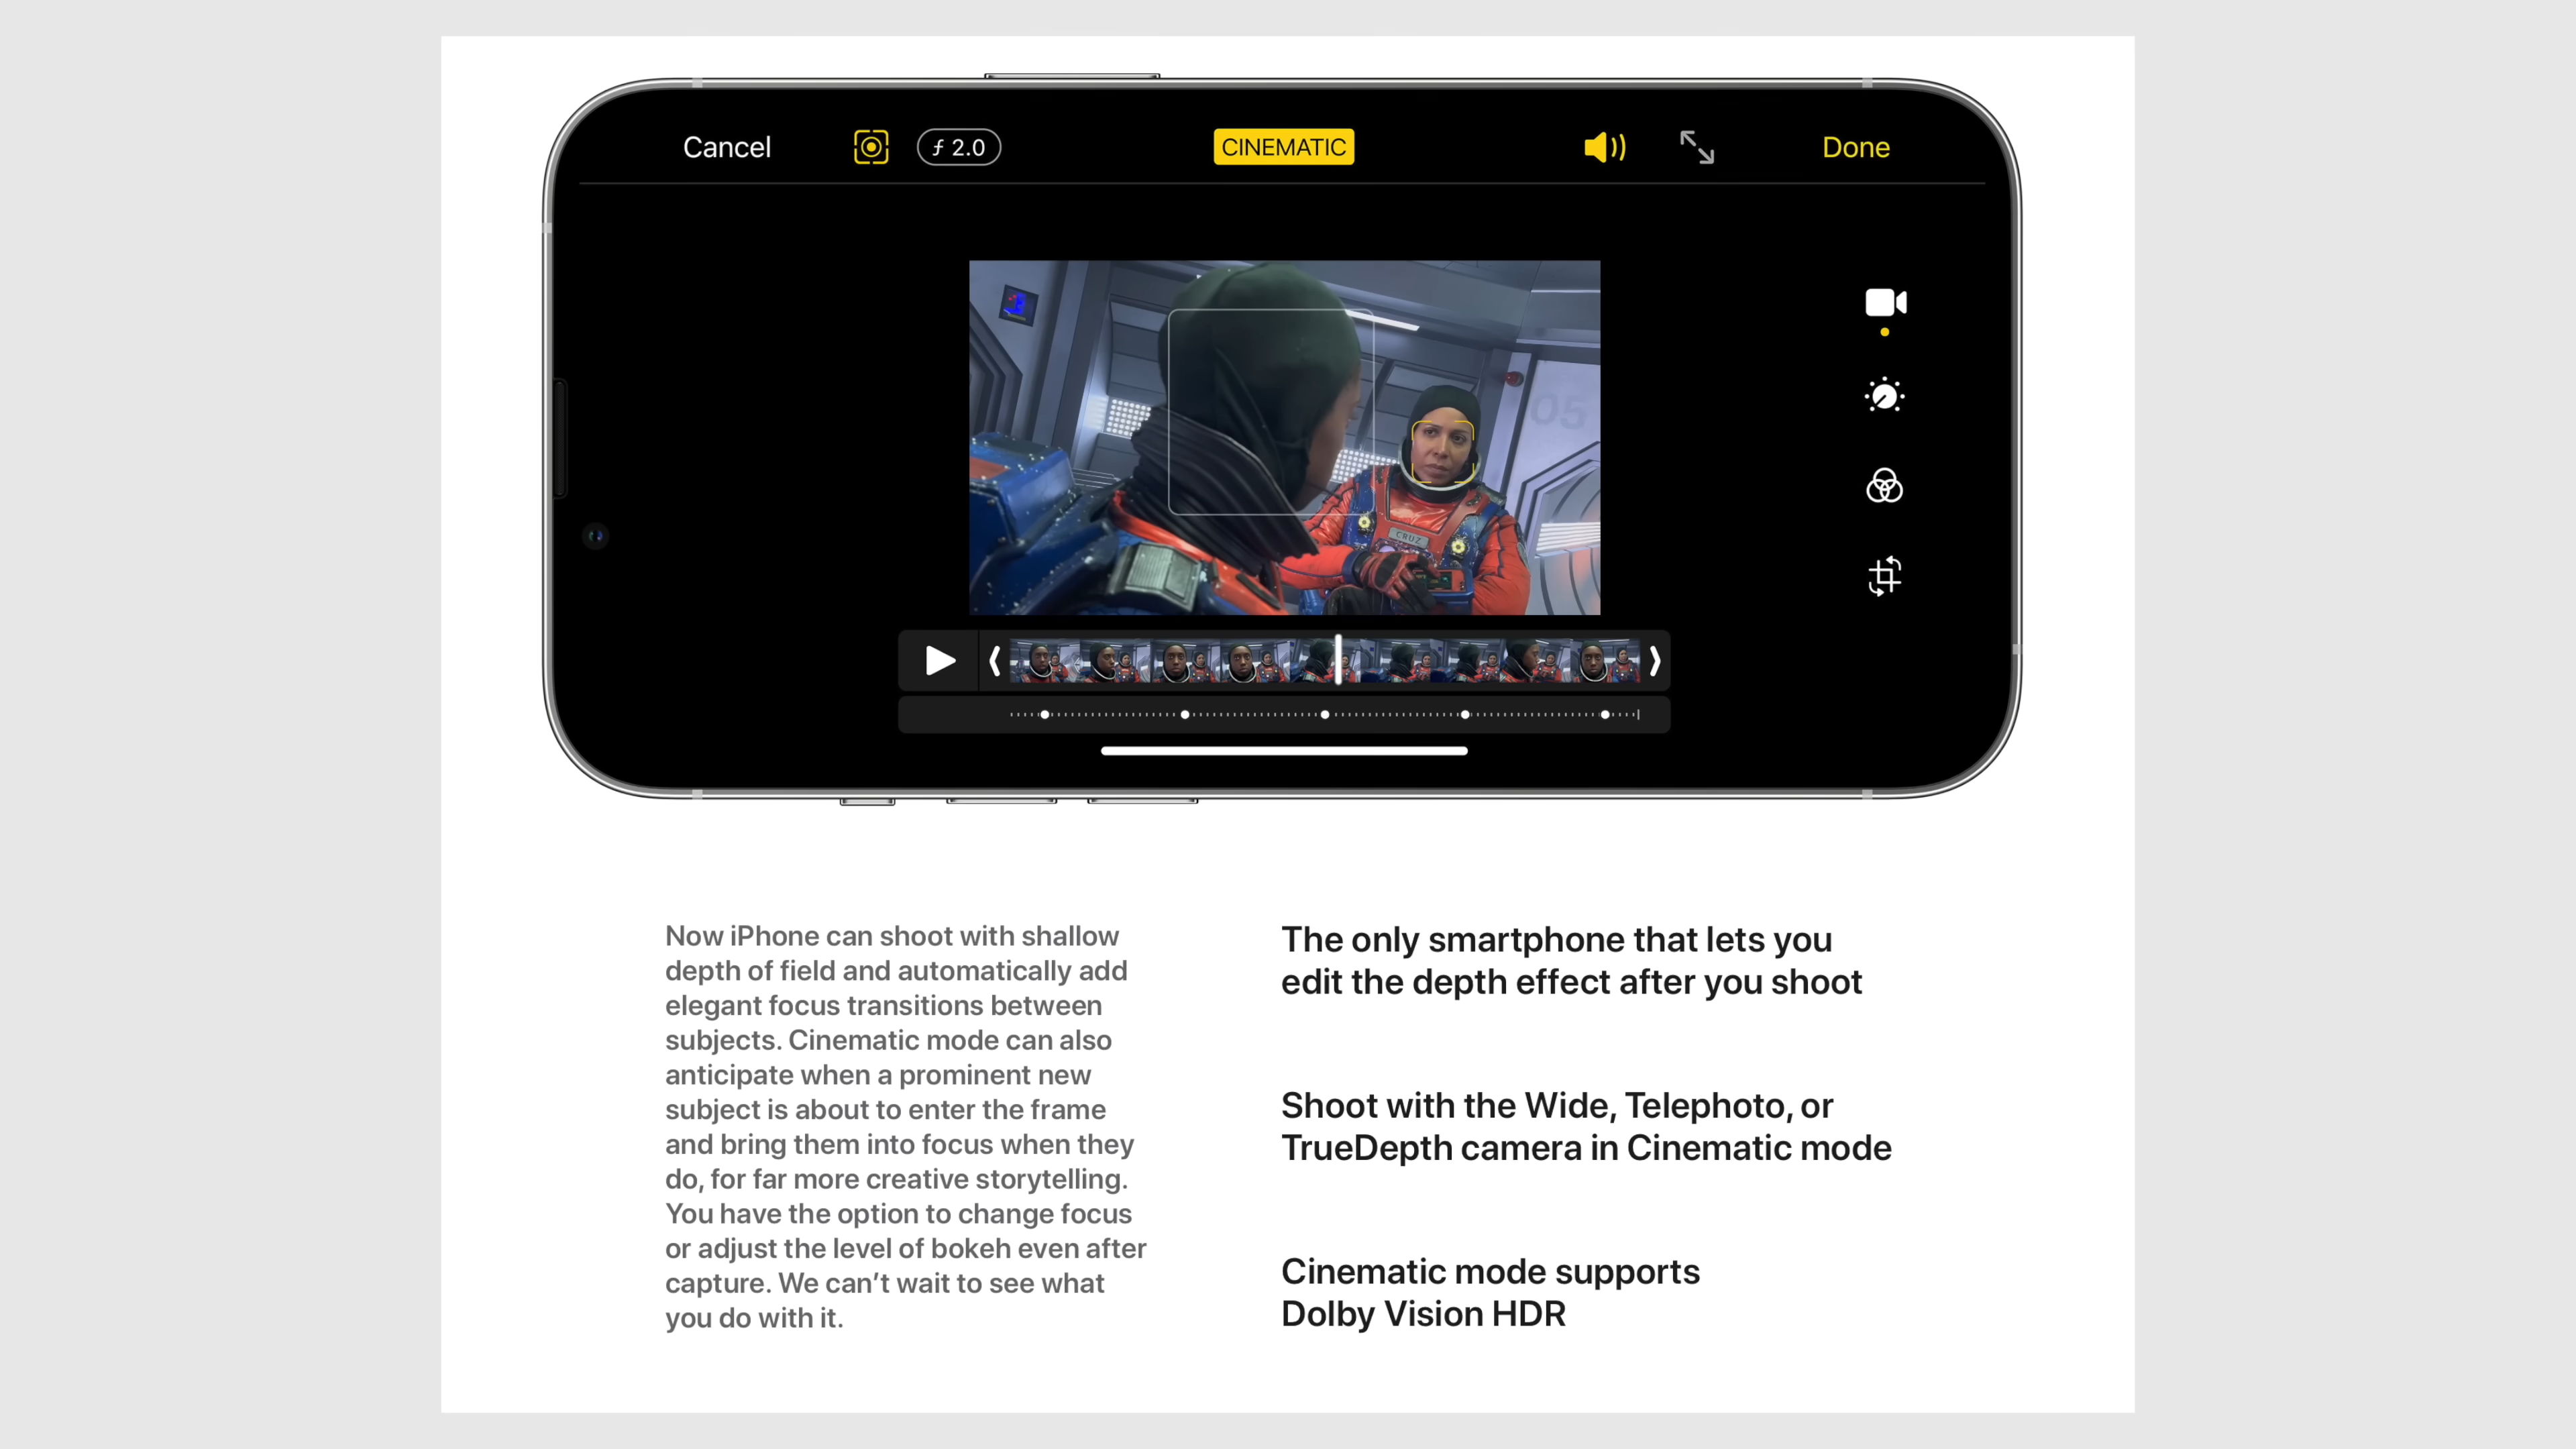 Cancel
ƒ 2.0
CINEMATIC
Done
05
CRUZ
Now iPhone can shoot with shallow
depth of field and automatically add
elegant focus transitions between
subjects. Cinematic mode can also
anticipate when a prominent new
subject is about to enter the frame
and bring them into focus when they
do, for far more creative storytelling.
You have the option to change focus
or adjust the level of bokeh even after
capture. We can’t wait to see what
you do with it.
The only smartphone that lets you
edit the depth effect after you shoot
Shoot with the Wide, Telephoto, or
TrueDepth camera in Cinematic mode
Cinematic mode supports
Dolby Vision HDR